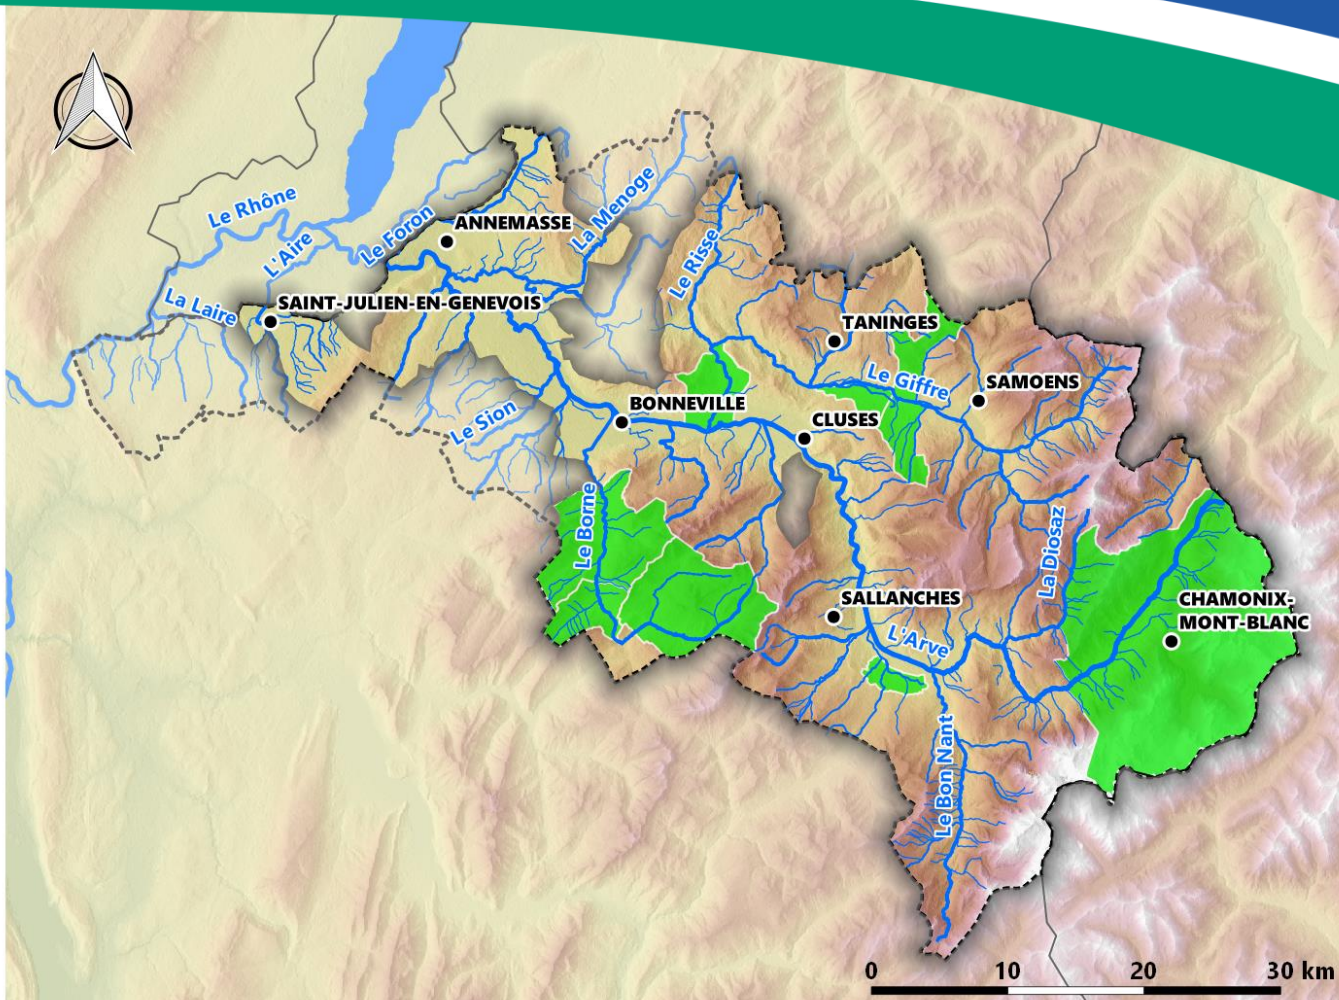 Le Rhône
L'Aire
Le Foron
ANNEMASSE
La Menoge
Le Risse
La Laire
SAINT-JULIEN-EN-GENEVOIS
TANINGES
Le Giffre
SAMOENS
Le Sion
BONNEVILLE
CLUSES
Le Borne
La Diosaz
SALLANCHES
L'Arve
CHAMONIX-
MONT-BLANC
Le Bon Nant
0 10 20 30 km